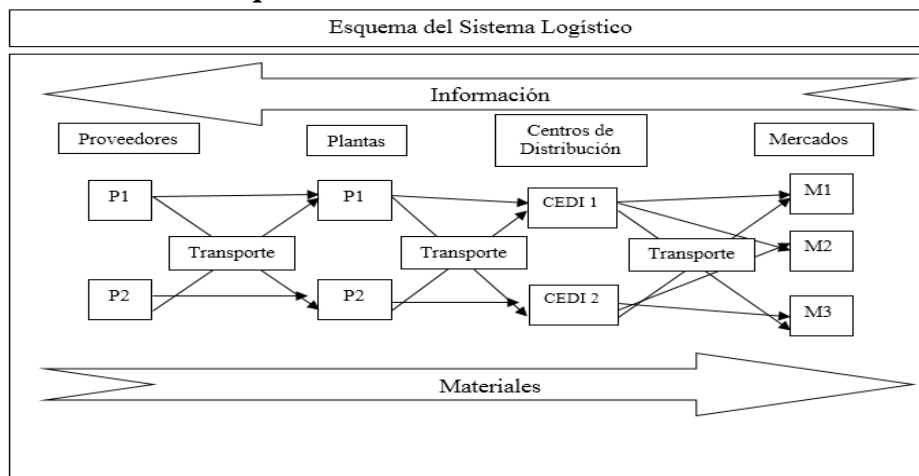 Esquema del Sistema Logístico
Información
Proveedores
Plantas
Centros de
Distribución
Mercados
P1
P1
CEDI 1
M1
Transporte
Transporte
Transporte
M2
P2
P2
CEDI 2
M3
Materiales